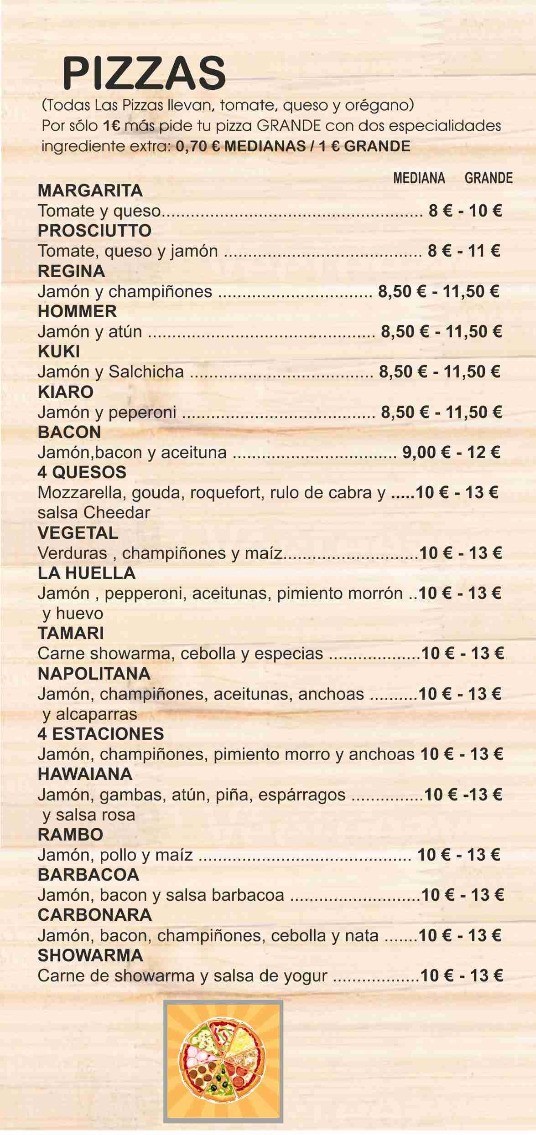 PIZZAS
(Todas Las Pizzas llevan, tomate, queso y orégano)
Por sólo 1€ más pide tu pizza GRANDE con dos especialidades
ingrediente extra: 0,70 € MEDIANAS / 1 € GRANDE
MEDIANA GRANDE
MARGARITA
Tomate y queso.................................................. 8 € - 10 €
PROSCIUTTO
Tomate, queso y jamón ...................................... 8 € - 11 €
REGINA
Jamón y champiñones .............................. 8,50 € - 11,50 €
HOMMER
Jamón y atún ............................................ 8,50 € - 11,50 €
KUKI
Jamón y Salchicha ................................... 8,50 € - 11,50 €
KIARO
Jamón y peperoni ..................................... 8,50 € - 11,50 €
BACON
Jamón,bacon y aceituna ................................ 9,00 € - 12 €
4 QUESOS
Mozzarella, gouda, roquefort, rulo de cabra y .....10 € - 13 €
salsa Cheedar
VEGETAL
Verduras , champiñones y maíz..........................10 € - 13 €
LA HUELLA
Jamón , pepperoni, aceitunas, pimiento morrón ..10 € - 13 €
y huevo
TAMARI
Carne showarma, cebolla y especias ..................10 € - 13 €
NAPOLITANA
Jamón, champiñones, aceitunas, anchoas .........10 € - 13 €
y alcaparras
4 ESTACIONES
Jamón, champiñones, pimiento morro y anchoas 10 € - 13 €
HAWAIANA
Jamón, gambas, atún, piña, espárragos ..............10 € -13 €
y salsa rosa
RAMBO
Jamón, pollo y maíz ......................................... 10 € - 13 €
BARBACOA
Jamón, bacon y salsa barbacoa .........................10 € - 13 €
CARBONARA
Jamón, bacon, champiñones, cebolla y nata .......10 € - 13 €
SHOWARMA
Carne de showarma y salsa de yogur .................10 € - 13 €